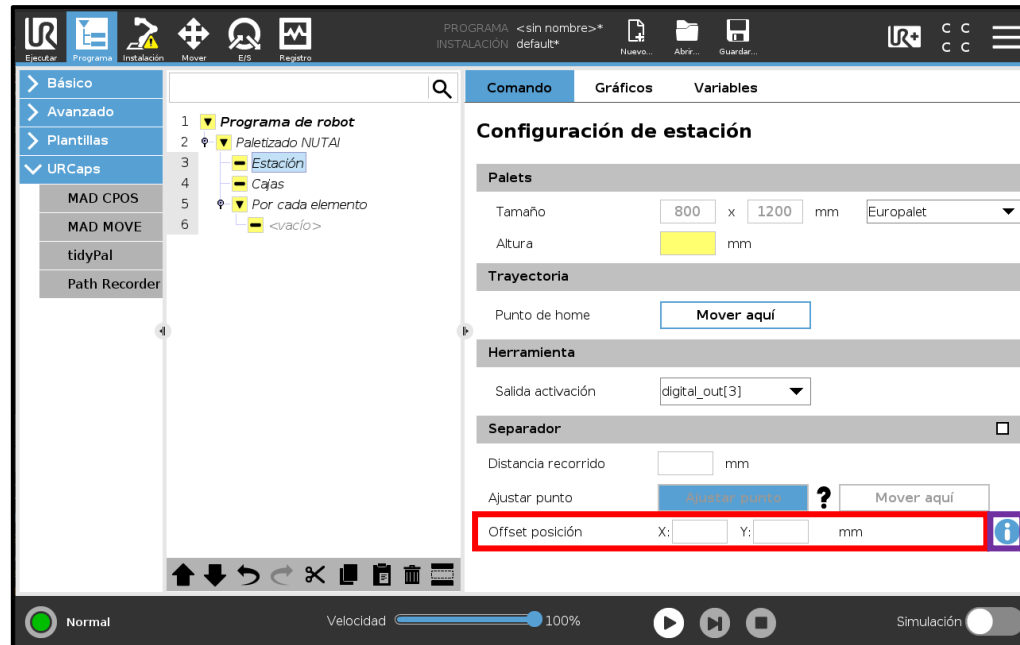 UR
PROGRAMA <sin nombre>*
INSTALACIÓN default*
Ejecutar Programa Instalación Mover E/S Registro Nuevo... Abrir... Guardar... UR+ C C
C C
Básico
Avanzado
Plantillas
URCaps
MAD CPOS
MAD MOVE
tidyPal
Path Recorder
1 Programa de robot
2 Paletizado NUTAI
3 Estación
4 Cajas
5 Por cada elemento
6 <vacío>
Comando Gráficos Variables
Configuración de estación
Palets
Tamaño 800 x 1200 mm Europalet
Altura mm
Trayectoria
Punto de home Mover aquí
Herramienta
Salida activación digital_out[3]
Separador
Distancia recorrido mm
Ajustar punto Ajustar punto ? Mover aquí
Offset posición X: Y: mm i
Normal Velocidad 100% Simulación